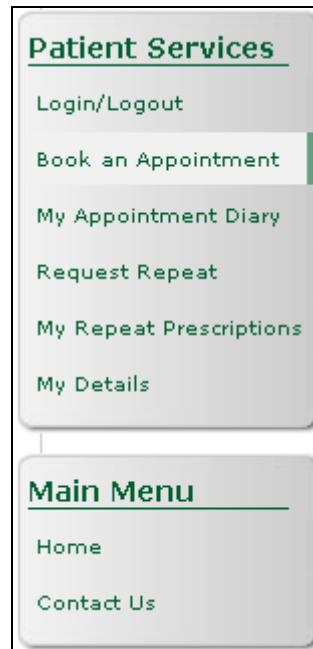 Patient Services
Login/Logout
Book an Appointment
My Appointment Diary
Request Repeat
My Repeat Prescriptions
My Details
Main Menu
Home
Contact Us